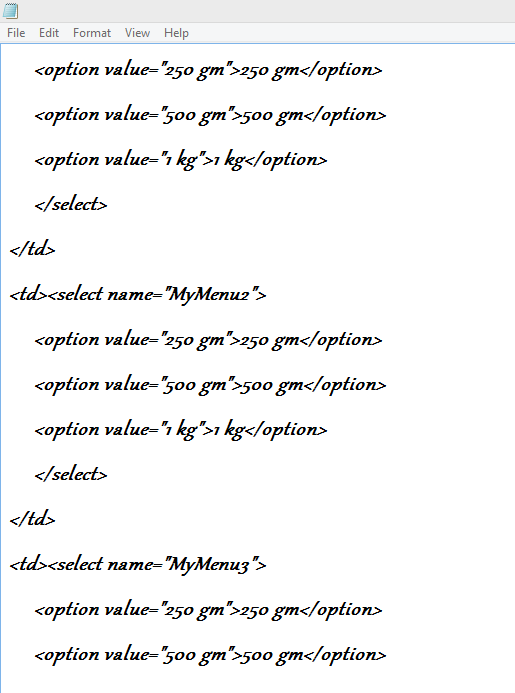 File Edit Format View Help
<option value="250 gm">250 gm</option>
<option value="500 gm">500 gm</option>
<option value="1 kg">1 kg</option>
</select>
</td>
<td><select name="MyMenu2">
<option value="250 gm">250 gm</option>
<option value="500 gm">500 gm</option>
<option value="1 kg">1 kg</option>
</select>
</td>
<td><select name="MyMenu3">
<option value="250 gm">250 gm</option>
<option value="500 gm">500 gm</option>